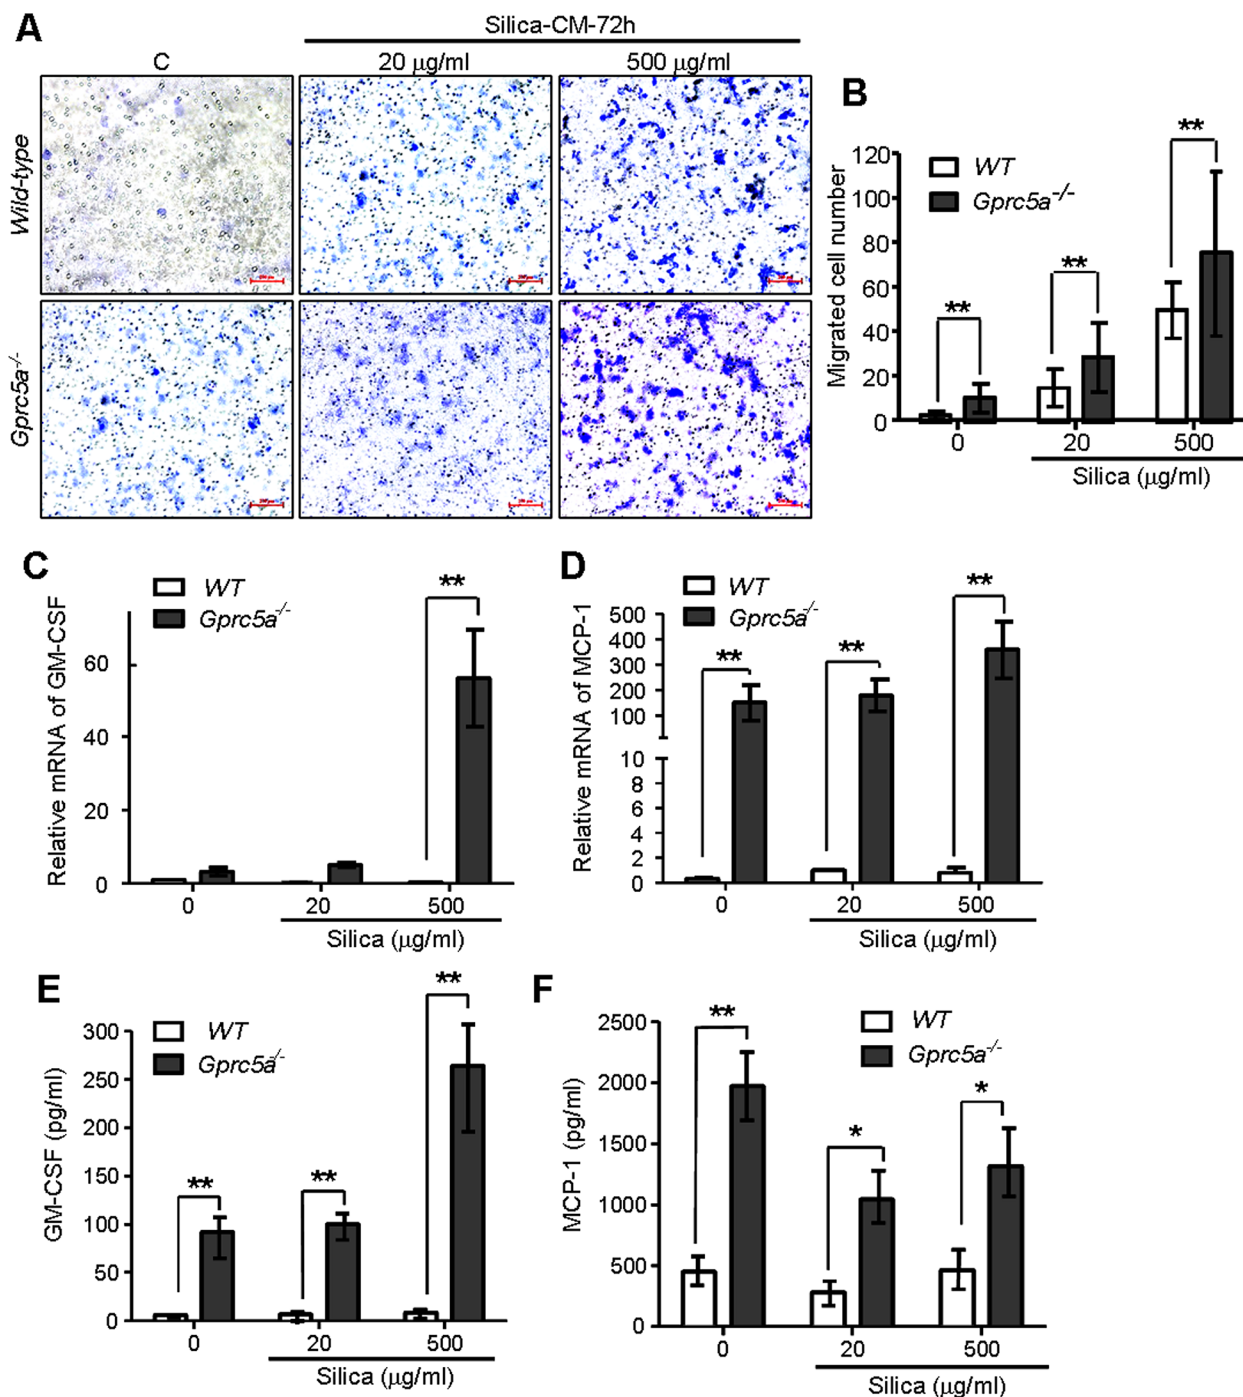 A
Silica-CM-72h
C
20 μg/ml
500 μg/ml
Wild-type
Gprc5a-/-
B
Migrated cell number
120
100
80
60
40
20
0
WT
Gprc5a-/-
**
**
**
0
20
500
Silica (μg/ml)
C
WT
Gprc5a-/-
Relative mRNA of GM-CSF
60
40
20
0
**
0
20
500
Silica (μg/ml)
D
WT
Gprc5a-/-
Relative mRNA of MCP-1
500
400
300
200
100
10
8
6
4
2
0
**
**
**
0
20
500
Silica (μg/ml)
E
WT
Gprc5a-/-
GM-CSF (pg/ml)
300
250
200
150
100
50
0
**
**
**
0
20
500
Silica (μg/ml)
F
WT
Gprc5a-/-
MCP-1 (pg/ml)
2500
2000
1500
1000
500
0
**
*
*
0
20
500
Silica (μg/ml)